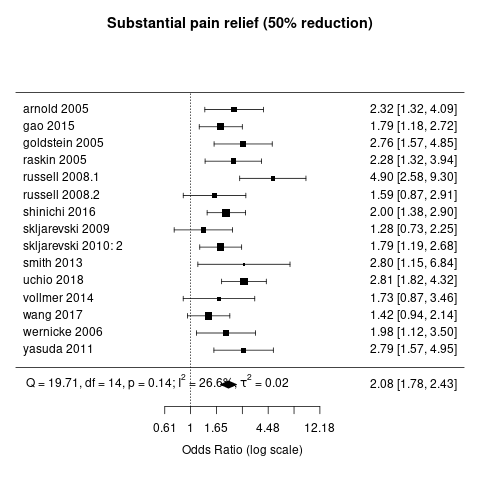 Substantial pain relief (50% reduction)
arnold 2005 2.32 [1.32, 4.09]
gao 2015 1.79 [1.18, 2.72]
goldstein 2005 2.76 [1.57, 4.85]
raskin 2005 2.28 [1.32, 3.94]
russell 2008.1 4.90 [2.58, 9.30]
russell 2008.2 1.59 [0.87, 2.91]
shinichi 2016 2.00 [1.38, 2.90]
skljarevski 2009 1.28 [0.73, 2.25]
skljarevski 2010: 2 1.79 [1.19, 2.68]
smith 2013 2.80 [1.15, 6.84]
uchio 2018 2.81 [1.82, 4.32]
vollmer 2014 1.73 [0.87, 3.46]
wang 2017 1.42 [0.94, 2.14]
wernicke 2006 1.98 [1.12, 3.50]
yasuda 2011 2.79 [1.57, 4.95]
Q = 19.71, df = 14, p = 0.14; I² = 26.6%, τ² = 0.02 2.08 [1.78, 2.43]
0.61 1 1.65 4.48 12.18
Odds Ratio (log scale)